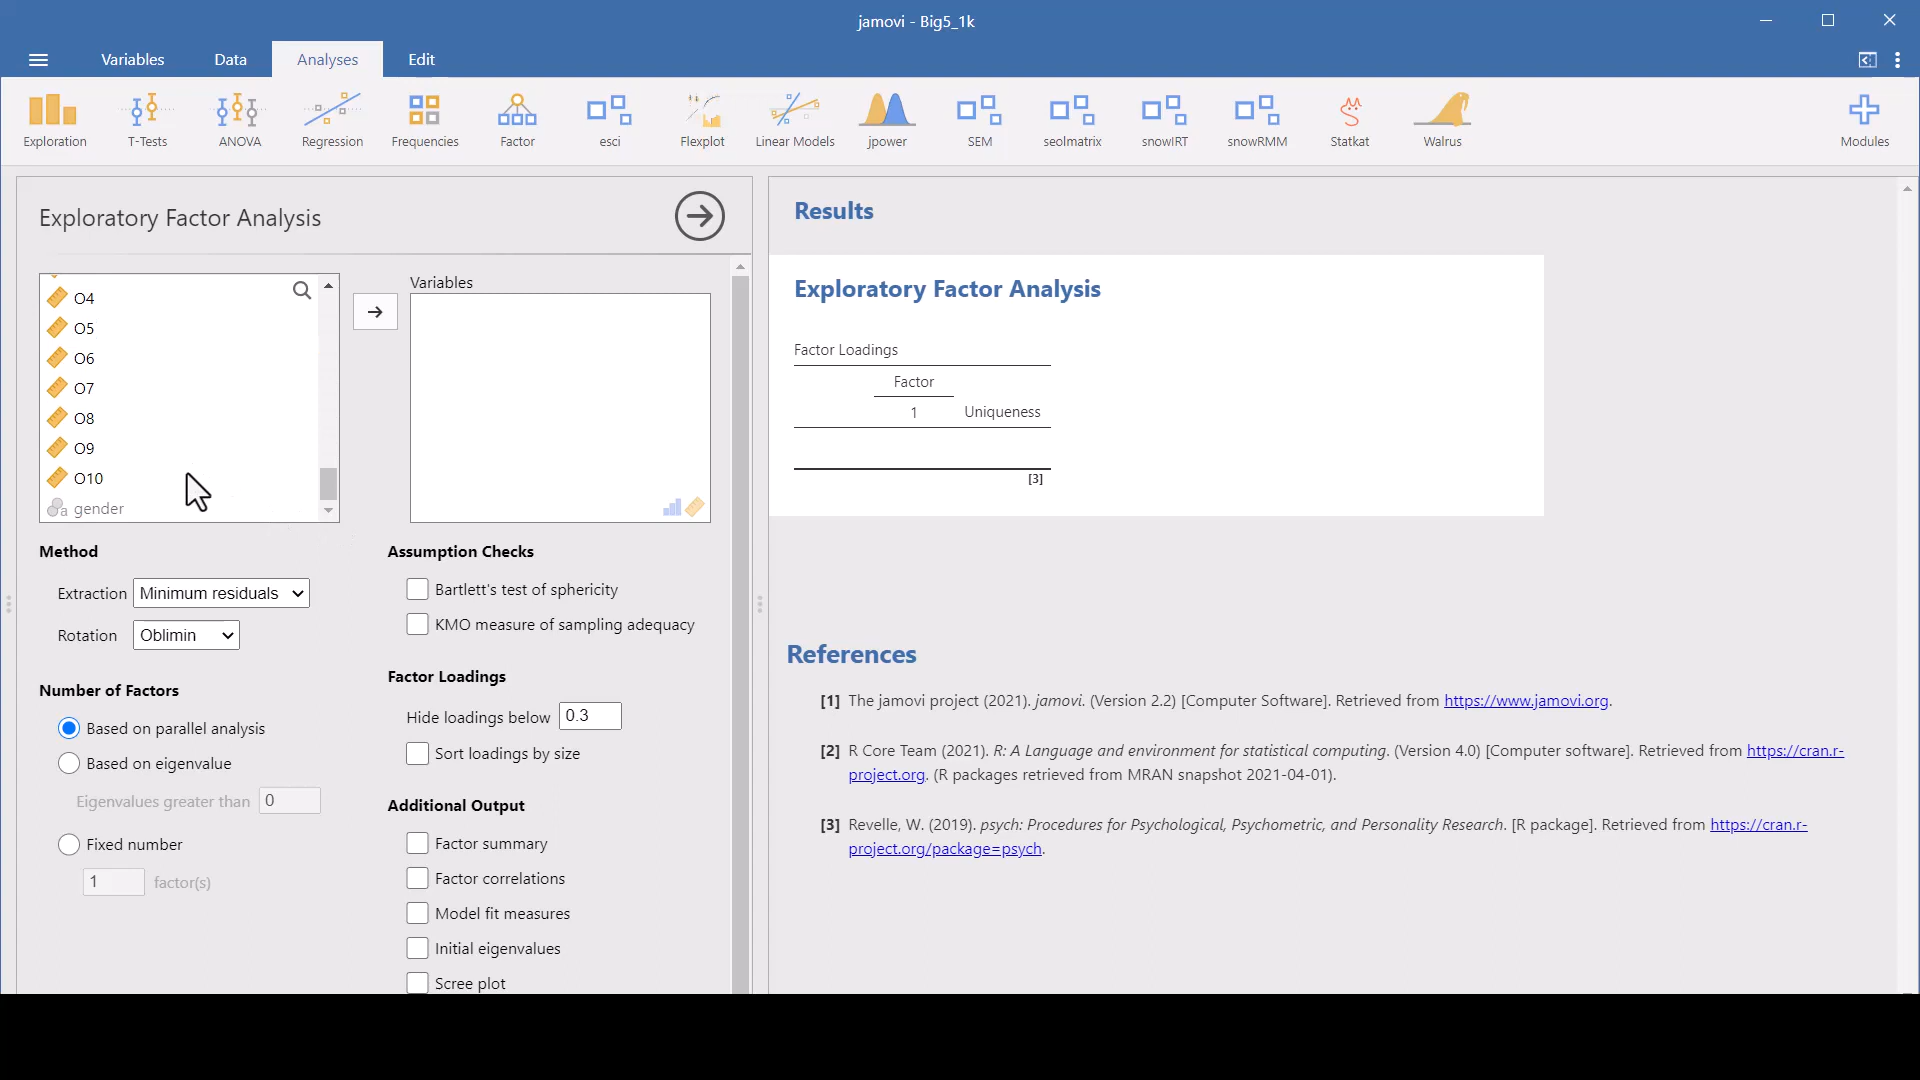 jamovi - Big5_1k
Variables Data Analyses Edit
Exploration T-Tests ANOVA Regression Frequencies Factor esci Flexplot Linear Models jpower SEM seolmatrix snowIRT snowRMM Statkat Walrus Modules
Exploratory Factor Analysis
O4
O5
O6
O7
O8
O9
O10
a gender
Variables
Method
Extraction Minimum residuals
Rotation Oblimin
Number of Factors
Based on parallel analysis
Based on eigenvalue
Eigenvalues greater than 0
Fixed number
1 factor(s)
Assumption Checks
Bartlett's test of sphericity
KMO measure of sampling adequacy
Factor Loadings
Hide loadings below 0.3
Sort loadings by size
Additional Output
Factor summary
Factor correlations
Model fit measures
Initial eigenvalues
Scree plot
Results
Exploratory Factor Analysis
Factor Loadings
Factor
1 Uniqueness
[3]
References
[1] The jamovi project (2021). jamovi. (Version 2.2) [Computer Software]. Retrieved from https://www.jamovi.org.
[2] R Core Team (2021). R: A Language and environment for statistical computing. (Version 4.0) [Computer software]. Retrieved from https://cran.r-
project.org. (R packages retrieved from MRAN snapshot 2021-04-01).
[3] Revelle, W. (2019). psych: Procedures for Psychological, Psychometric, and Personality Research. [R package]. Retrieved from https://cran.r-
project.org/package=psych.